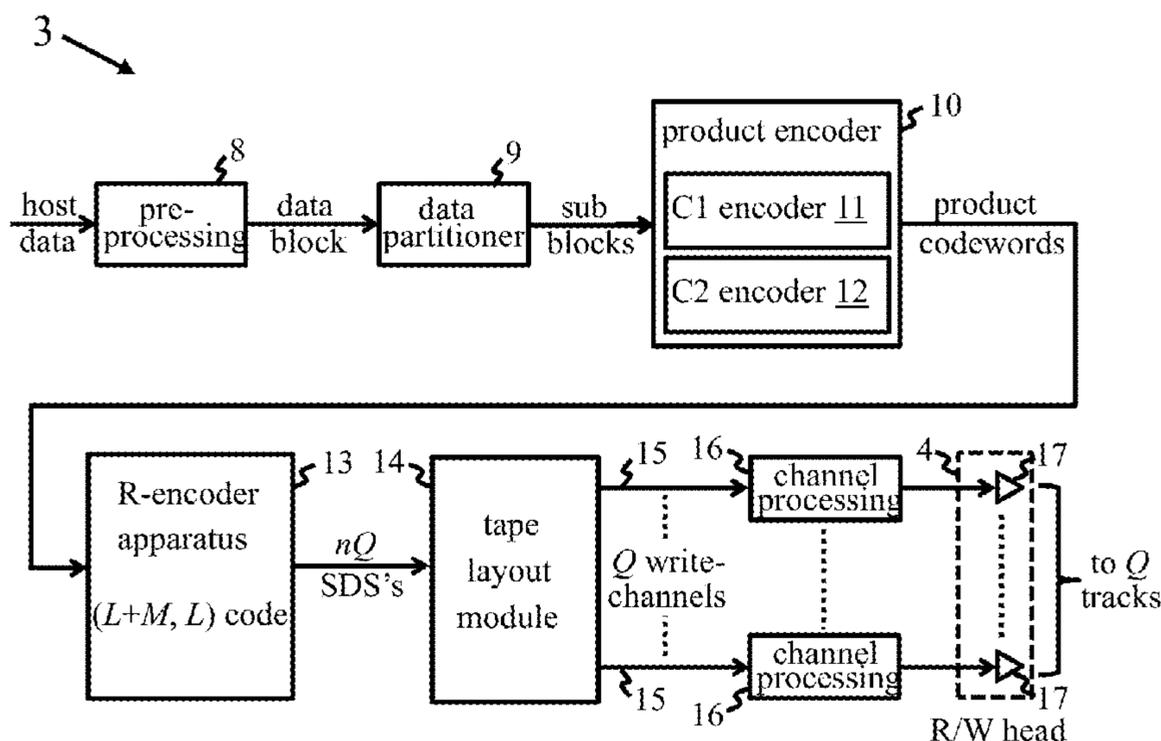 3
8
9
10
host
data
pre-
processing
data
block
data
partitioner
sub
blocks
product encoder
C1 encoder 11
C2 encoder 12
product
codewords
13
14
15
16
4
17
R-encoder
apparatus
(L+M, L) code
nQ
SDS's
tape
layout
module
Q write-
channels
channel
processing
channel
processing
to Q
tracks
15
16
17
R/W head